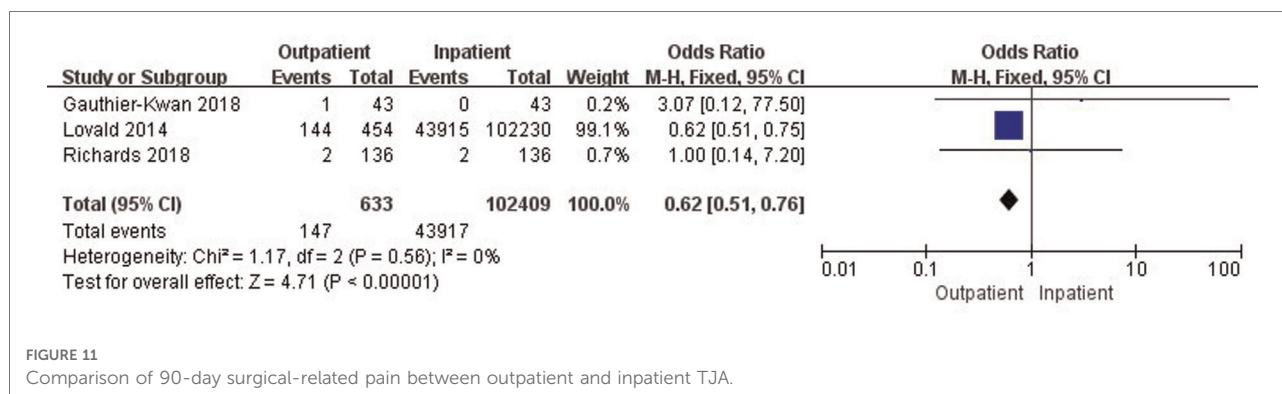 Outpatient Inpatient Odds Ratio Odds Ratio
Study or Subgroup Events Total Events Total Weight M-H, Fixed, 95% CI M-H, Fixed, 95% CI
Gauthier-Kwan 2018 1 43 0 43 0.2% 3.07 [0.12, 77.50]
Lovald 2014 144 454 43915 102230 99.1% 0.62 [0.51, 0.75]
Richards 2018 2 136 2 136 0.7% 1.00 [0.14, 7.20]
Total (95% CI) 633 102409 100.0% 0.62 [0.51, 0.76]
Total events 147 43917
Heterogeneity: Chi² = 1.17, df = 2 (P = 0.56); I² = 0%
Test for overall effect: Z = 4.71 (P < 0.00001)
0.01 0.1 1 10 100
Outpatient Inpatient
FIGURE 11
Comparison of 90-day surgical-related pain between outpatient and inpatient TJA.